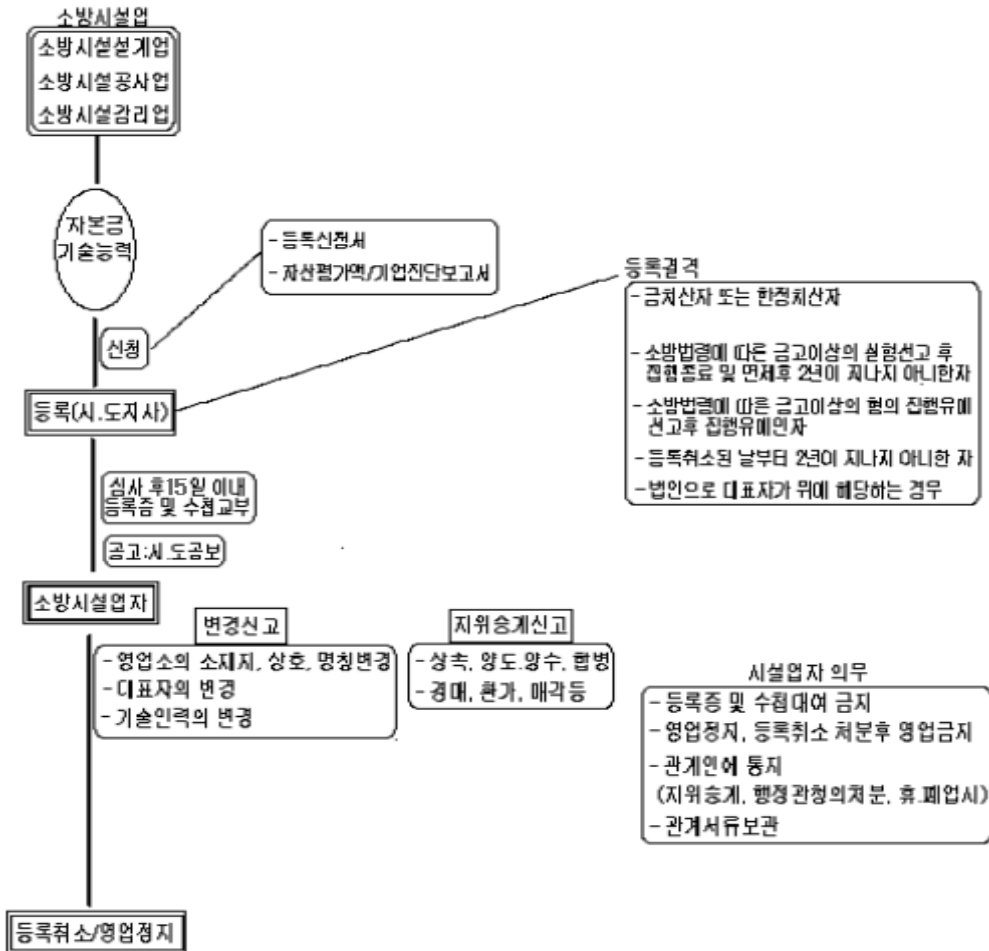 소방시설업
소방시설설계업
소방시설공사업
소방시설감리업
자본금
기술능력
- 등록신청서
- 자산평가액/기업진단보고서
신청
등록결격
- 금치산자 또는 한정치산자
- 소방법령에 따른 금고이상의 실형선고 후
집행종료 및 면제후 2년이 지나지 아니한자
- 소방법령에 따른 금고이상의 형의 집행유예
선고후 집행유예인자
- 등록취소된 날부터 2년이 지나지 아니한 자
- 법인으로 대표자가 위에 해당하는 경우
등록(시.도지사)
심사 후15일 이내
등록증 및 수첩교부
공고:시.도공보
소방시설업자
변경신고
- 영업소의 소재지, 상호, 명칭변경
- 대표자의 변경
- 기술인력의 변경
지위승계신고
- 상속, 양도.양수, 합병
- 경매, 환가, 매각등
시설업자 의무
- 등록증 및 수첩대여 금지
- 영업정지, 등록취소 처분후 영업금지
- 관계인에 통지
(지위승계, 행정관청의처분, 휴.폐업시)
- 관계서류보관
등록취소/영업정지